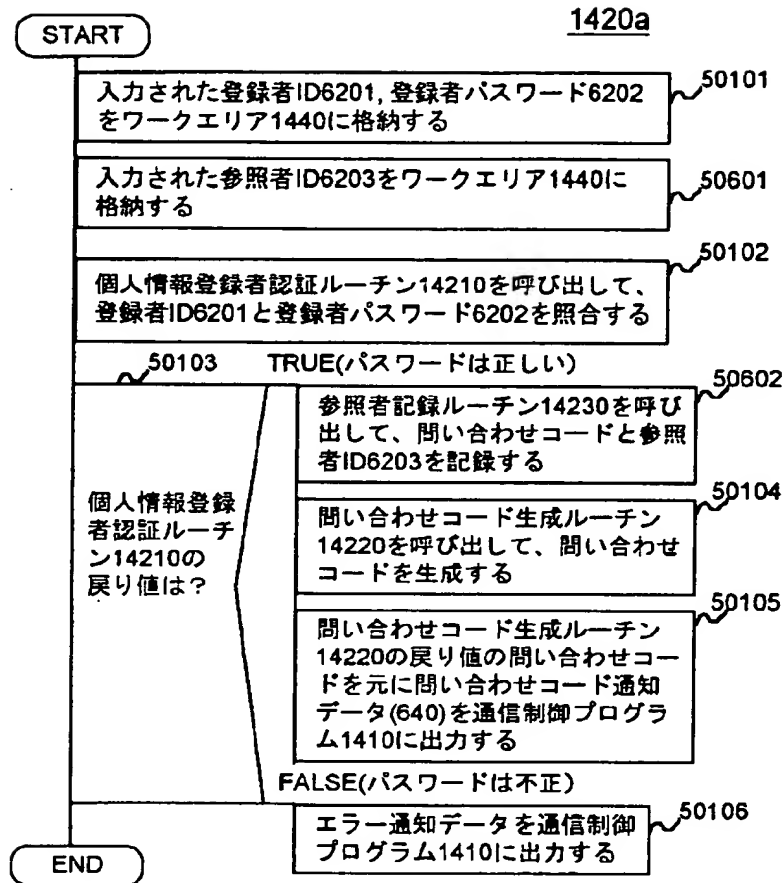 1420a
START
50101
入力された登録者ID6201, 登録者パスワード6202
をワークエリア1440に格納する
50601
入力された参照者ID6203をワークエリア1440に
格納する
50102
個人情報登録者認証ルーチン14210を呼び出して、
登録者ID6201と登録者パスワード6202を照合する
50103
TRUE(パスワードは正しい)
個人情報登録
者認証ルーチ
ン14210の
戻り値は？
50602
参照者記録ルーチン14230を呼び
出して、問い合わせコードと参照
者ID6203を記録する
50104
問い合わせコード生成ルーチン
14220を呼び出して、問い合わせ
コードを生成する
50105
問い合わせコード生成ルーチン
14220の戻り値の問い合わせコー
ドを元に問い合わせコード通知
データ(640)を通信制御プログラ
ム1410に出力する
FALSE(パスワードは不正)
50106
エラー通知データを通信制御
プログラム1410に出力する
END